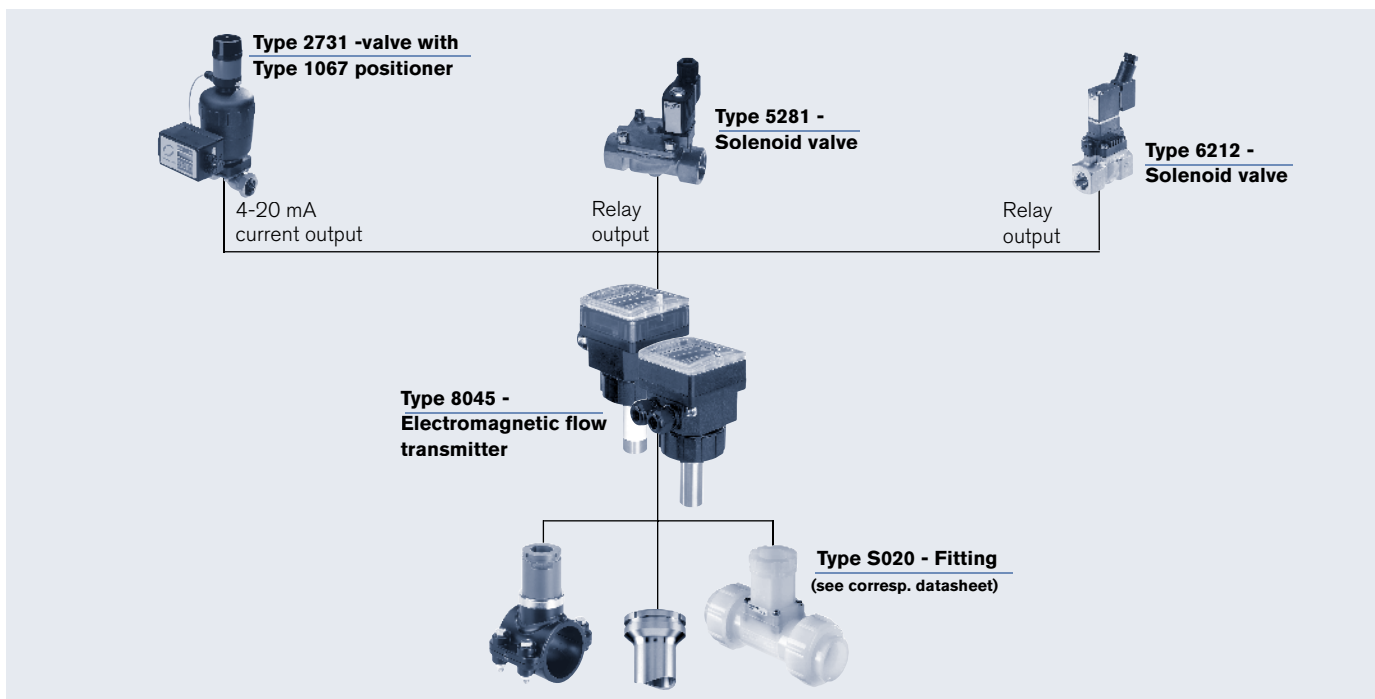 Type 2731 -valve with
Type 1067 positioner
Type 5281 -
Solenoid valve
Type 6212 -
Solenoid valve
4-20 mA
current output
Relay
output
Relay
output
Type 8045 -
Electromagnetic flow
transmitter
Type S020 - Fitting
(see corresp. datasheet)